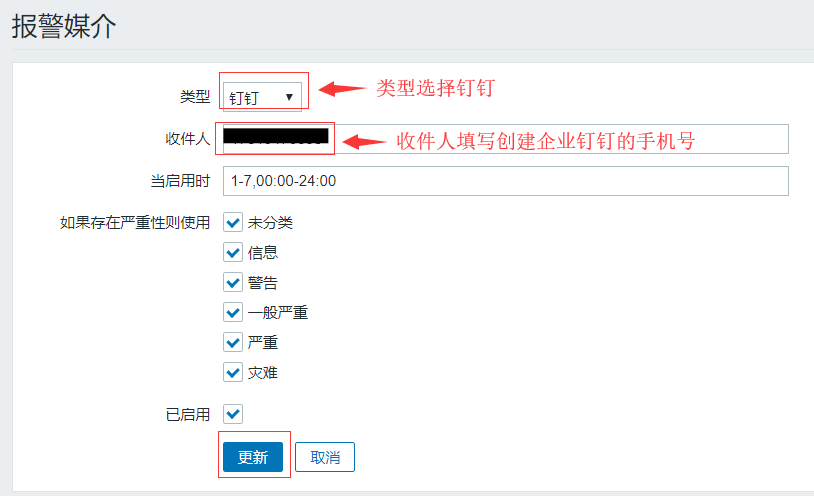 报警媒介
类型 钉钉 类型选择钉钉
收件人 收件人填写创建企业钉钉的手机号
当启用时 1-7,00:00-24:00
如果存在严重性则使用 未分类
信息
警告
一般严重
严重
灾难
已启用
更新 取消